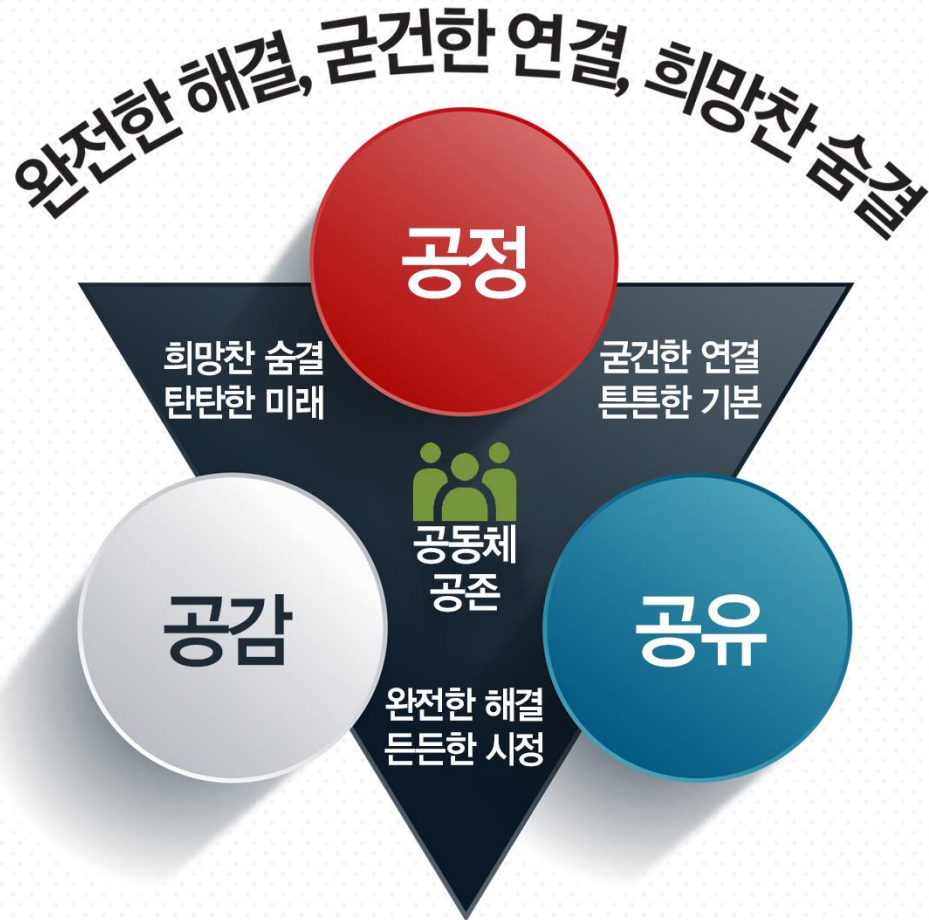 완전한 해결, 굳건한 연결, 희망찬 숨결
공정
희망찬 숨결
탄탄한 미래
굳건한 연결
튼튼한 기본
공동체
공존
공감
공유
완전한 해결
든든한 시정